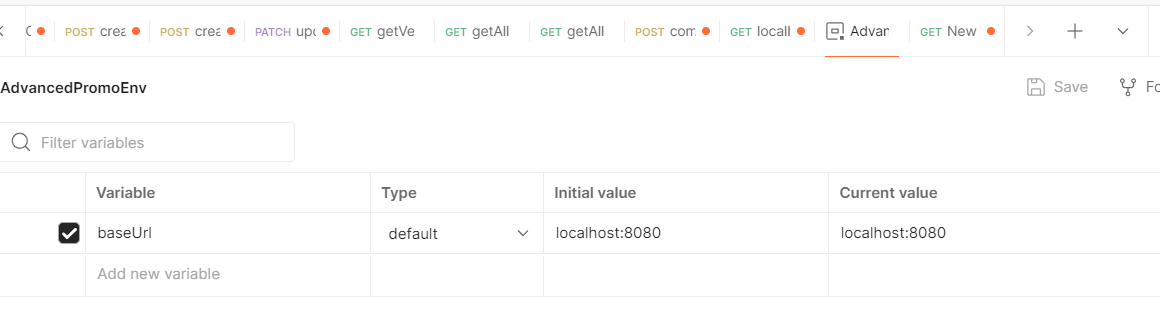 POST crea POST crea PATCH upc GET getVe GET getAll GET getAll POST com GET locall Advan GET New
AdvancedPromoEnv Save Fo
Filter variables
Variable Type Initial value Current value
baseUrl default localhost:8080 localhost:8080
Add new variable